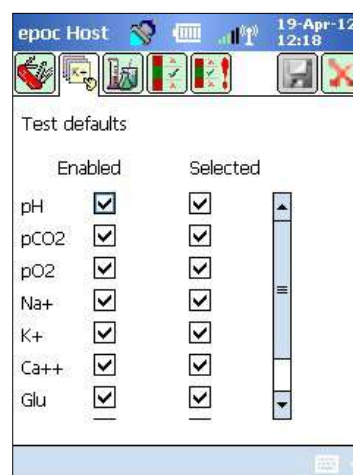 epoc Host 19-Apr-12
12:18
K+
Test defaults
Enabled Selected
pH
pCO2
pO2
Na+
K+
Ca++
Glu